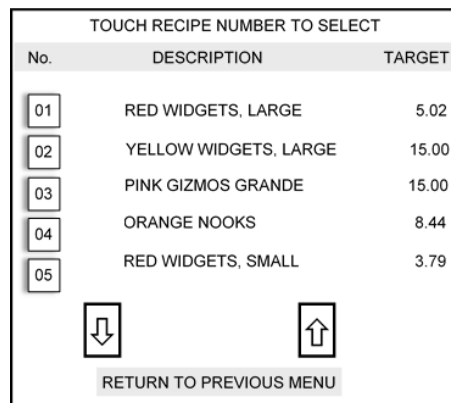 TOUCH RECIPE NUMBER TO SELECT
No. DESCRIPTION TARGET
01 RED WIDGETS, LARGE 5.02
02 YELLOW WIDGETS, LARGE 15.00
03 PINK GIZMOS GRANDE 15.00
04 ORANGE NOOKS 8.44
05 RED WIDGETS, SMALL 3.79
RETURN TO PREVIOUS MENU